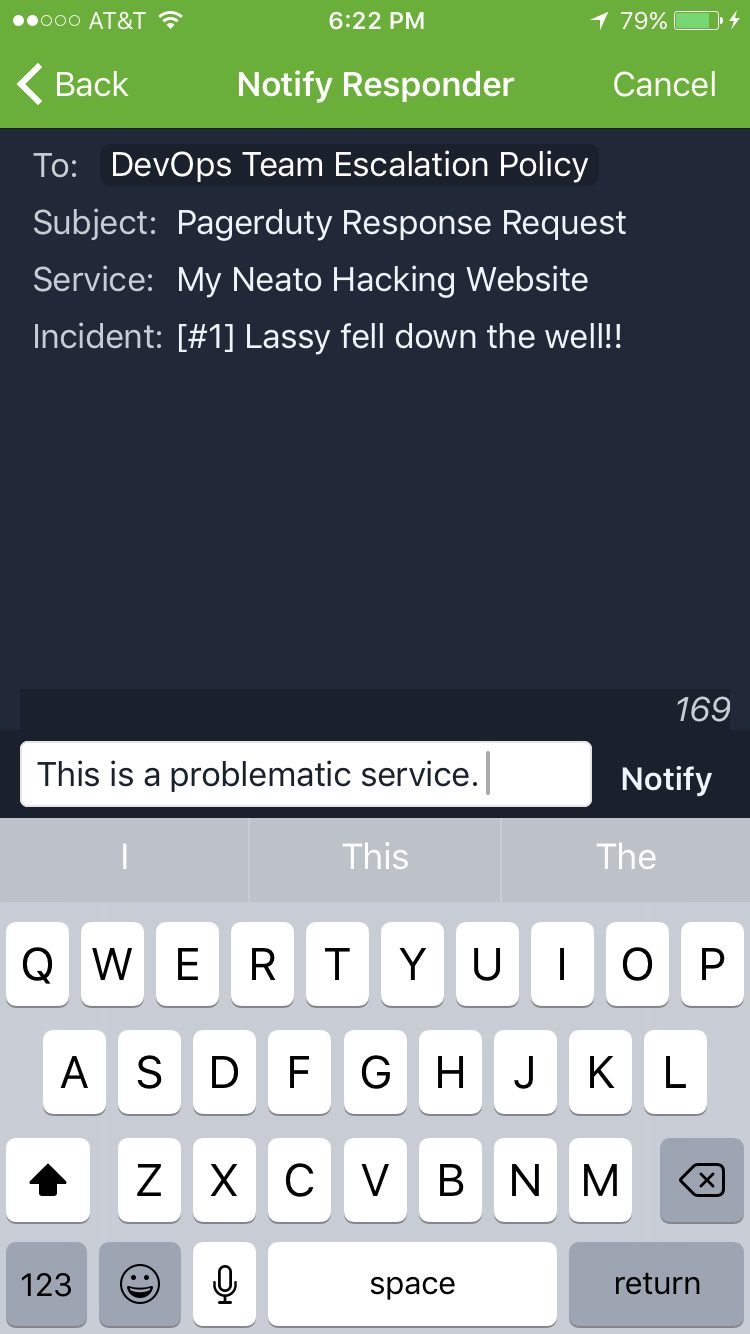 AT&T 6:22 PM 79%
Back Notify Responder Cancel
To: DevOps Team Escalation Policy
Subject: Pagerduty Response Request
Service: My Neato Hacking Website
Incident: [#1] Lassy fell down the well!!
169
This is a problematic service. Notify
I This The
Q W E R T Y U I O P
A S D F G H J K L
Z X C V B N M
123 space return